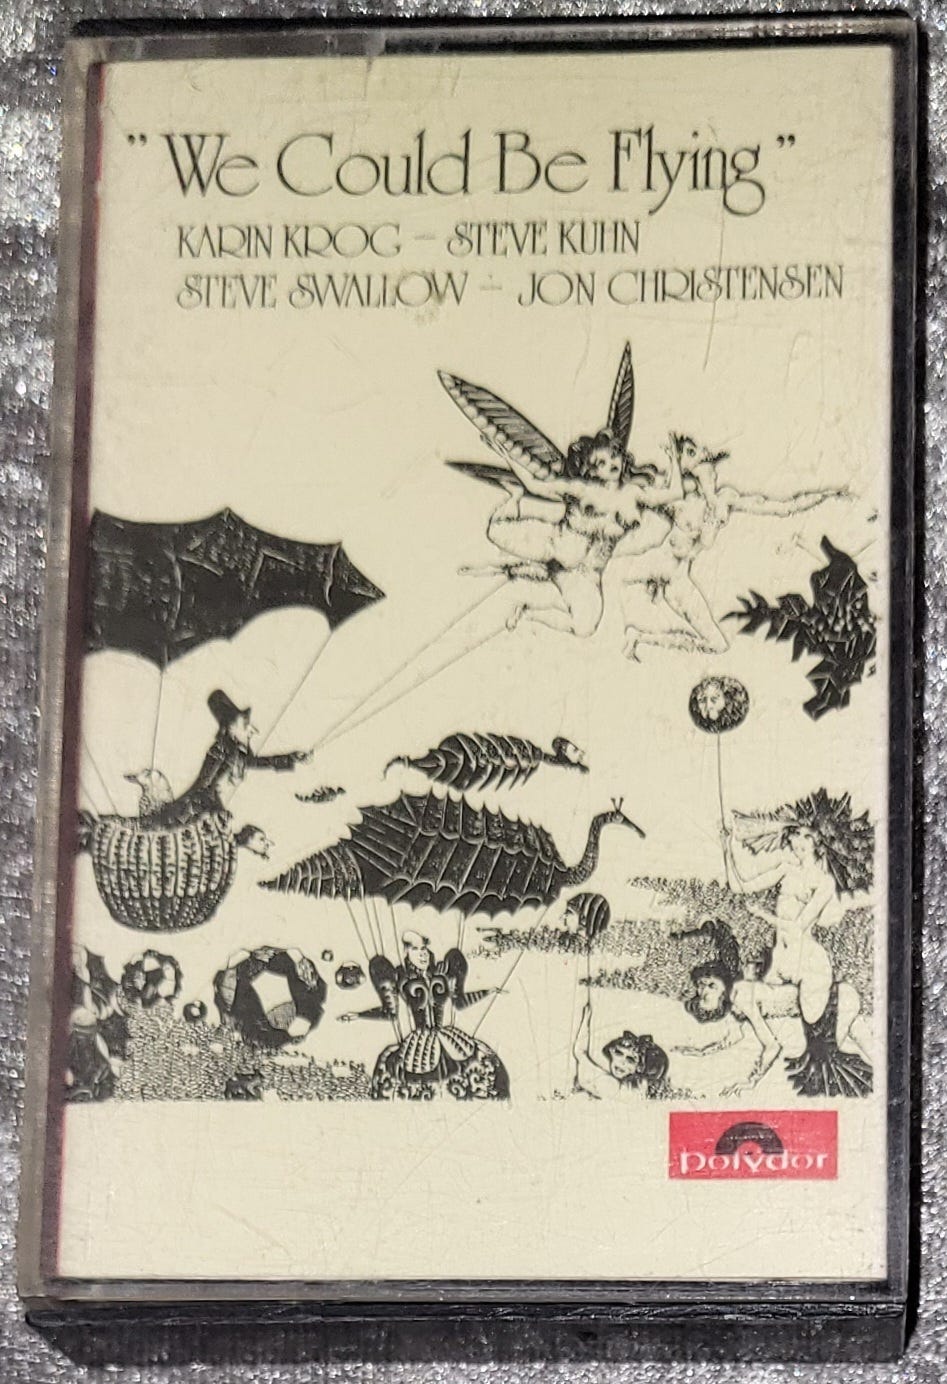 "We Could Be Flying"
KARIN KROG - STEVE KUHN
STEVE SWALLOW - JON CHRISTENSEN
polydor